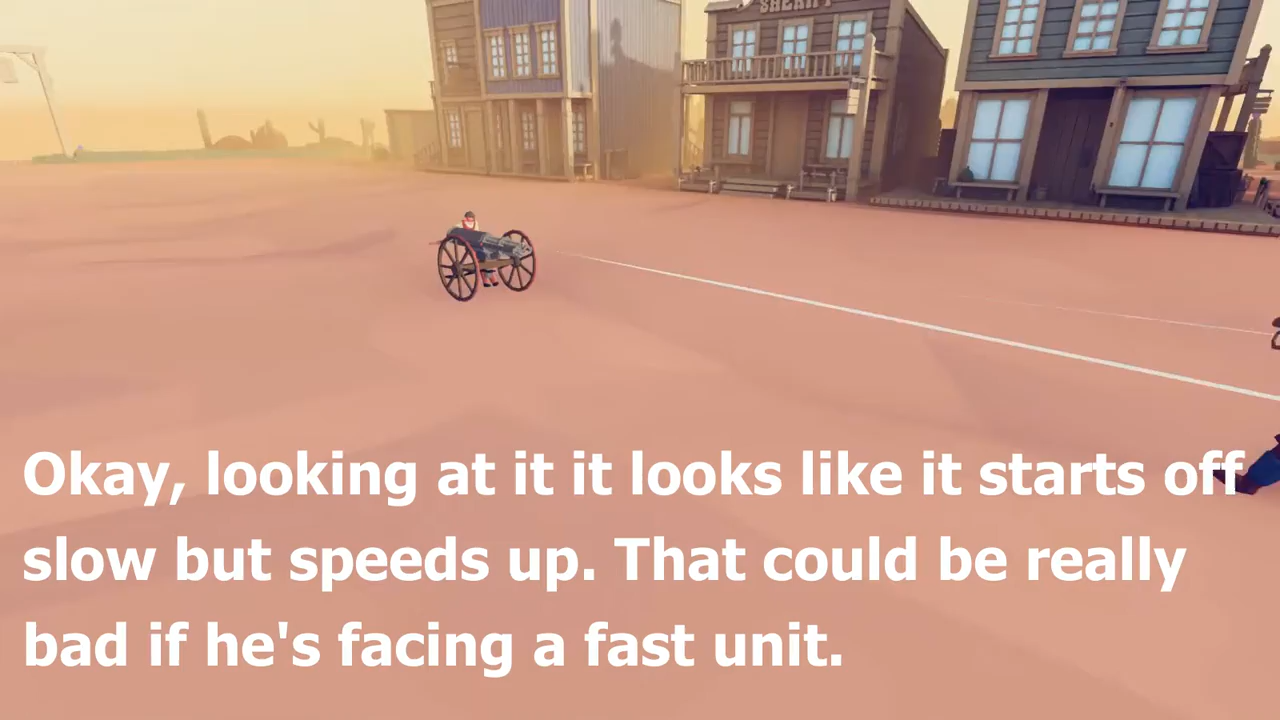 SHERIFF
Okay, looking at it it looks like it starts off
slow but speeds up. That could be really
bad if he's facing a fast unit.